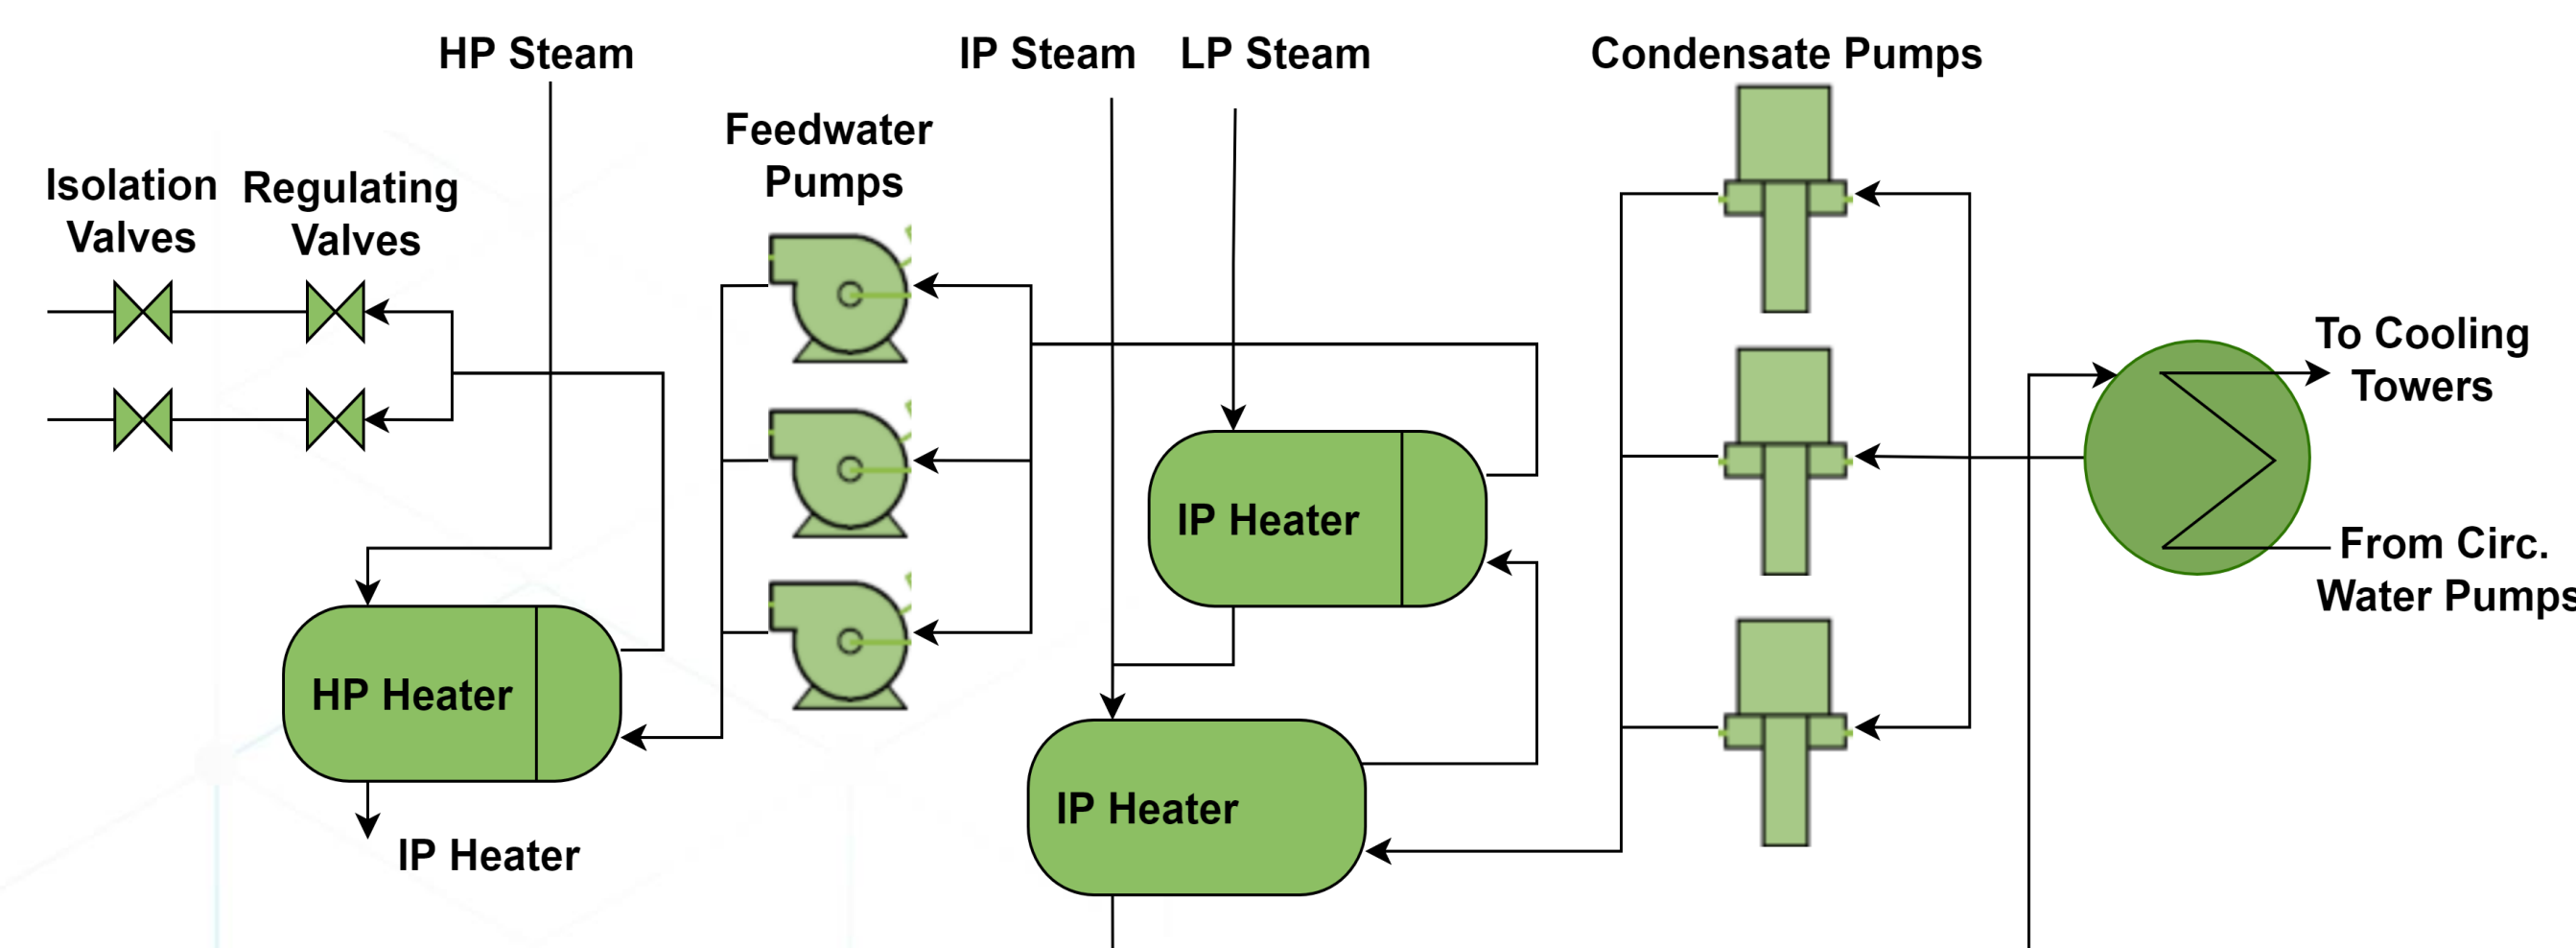 HP Steam
IP Steam
LP Steam
Condensate Pumps
Feedwater
Pumps
Isolation
Valves
Regulating
Valves
To Cooling
Towers
IP Heater
From Circ.
Water Pumps
HP Heater
IP Heater
IP Heater